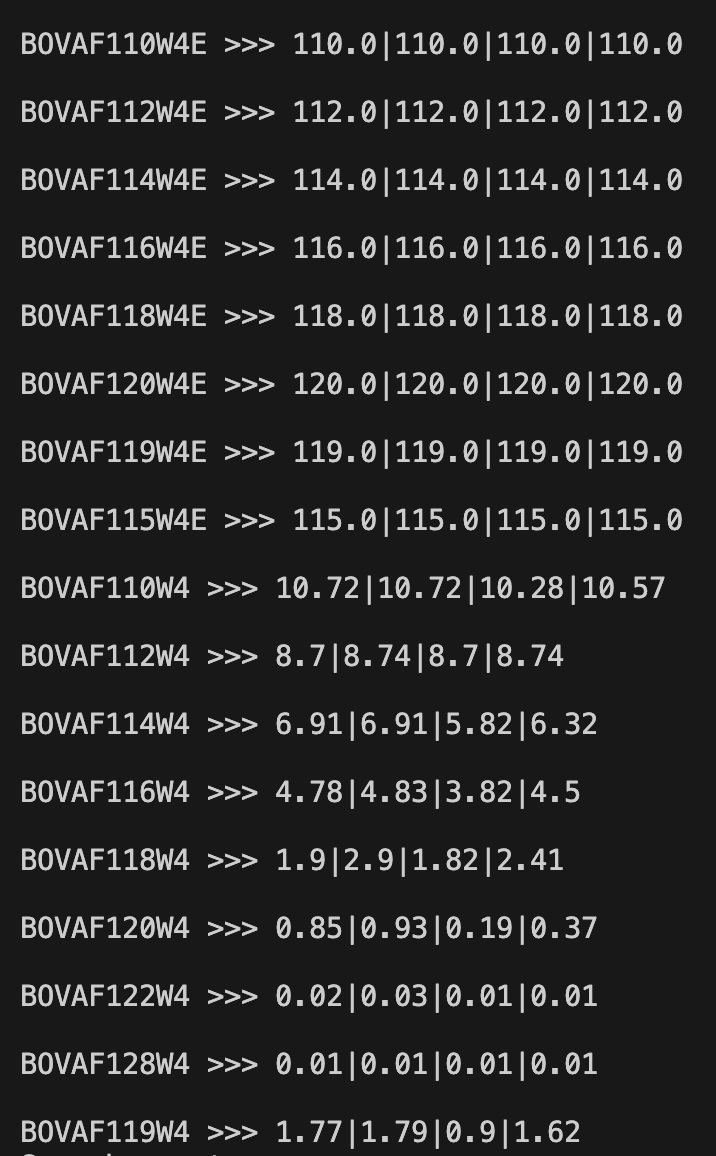 BOVAF110W4E >>> 110.0|110.0|110.0|110.0
BOVAF112W4E >>> 112.0|112.0|112.0|112.0
BOVAF114W4E >>> 114.0|114.0|114.0|114.0
BOVAF116W4E >>> 116.0|116.0|116.0|116.0
BOVAF118W4E >>> 118.0|118.0|118.0|118.0
BOVAF120W4E >>> 120.0|120.0|120.0|120.0
BOVAF119W4E >>> 119.0|119.0|119.0|119.0
BOVAF115W4E >>> 115.0|115.0|115.0|115.0
BOVAF110W4 >>> 10.72|10.72|10.28|10.57
BOVAF112W4 >>> 8.7|8.74|8.7|8.74
BOVAF114W4 >>> 6.91|6.91|5.82|6.32
BOVAF116W4 >>> 4.78|4.83|3.82|4.5
BOVAF118W4 >>> 1.9|2.9|1.82|2.41
BOVAF120W4 >>> 0.85|0.93|0.19|0.37
BOVAF122W4 >>> 0.02|0.03|0.01|0.01
BOVAF128W4 >>> 0.01|0.01|0.01|0.01
BOVAF119W4 >>> 1.77|1.79|0.9|1.62